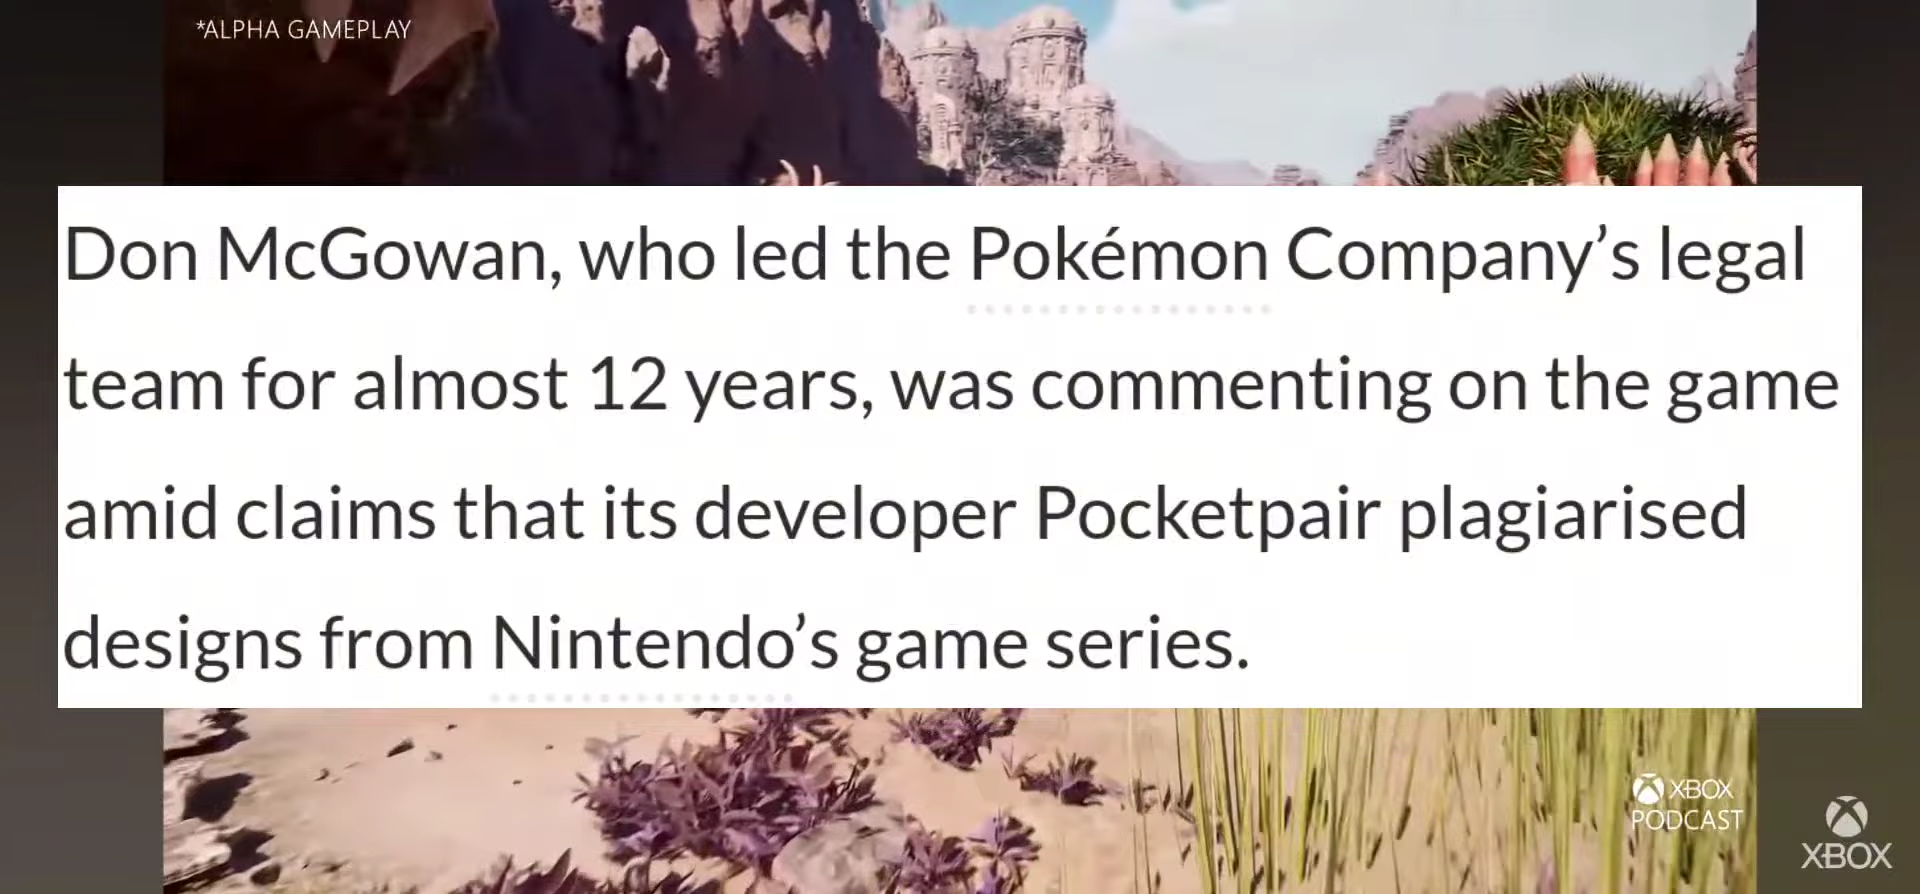 *ALPHA GAMEPLAY
Don McGowan, who led the Pokémon Company’s legal
team for almost 12 years, was commenting on the game
amid claims that its developer Pocketpair plagiarised
designs from Nintendo’s game series.
XBOX
PODCAST
XBOX